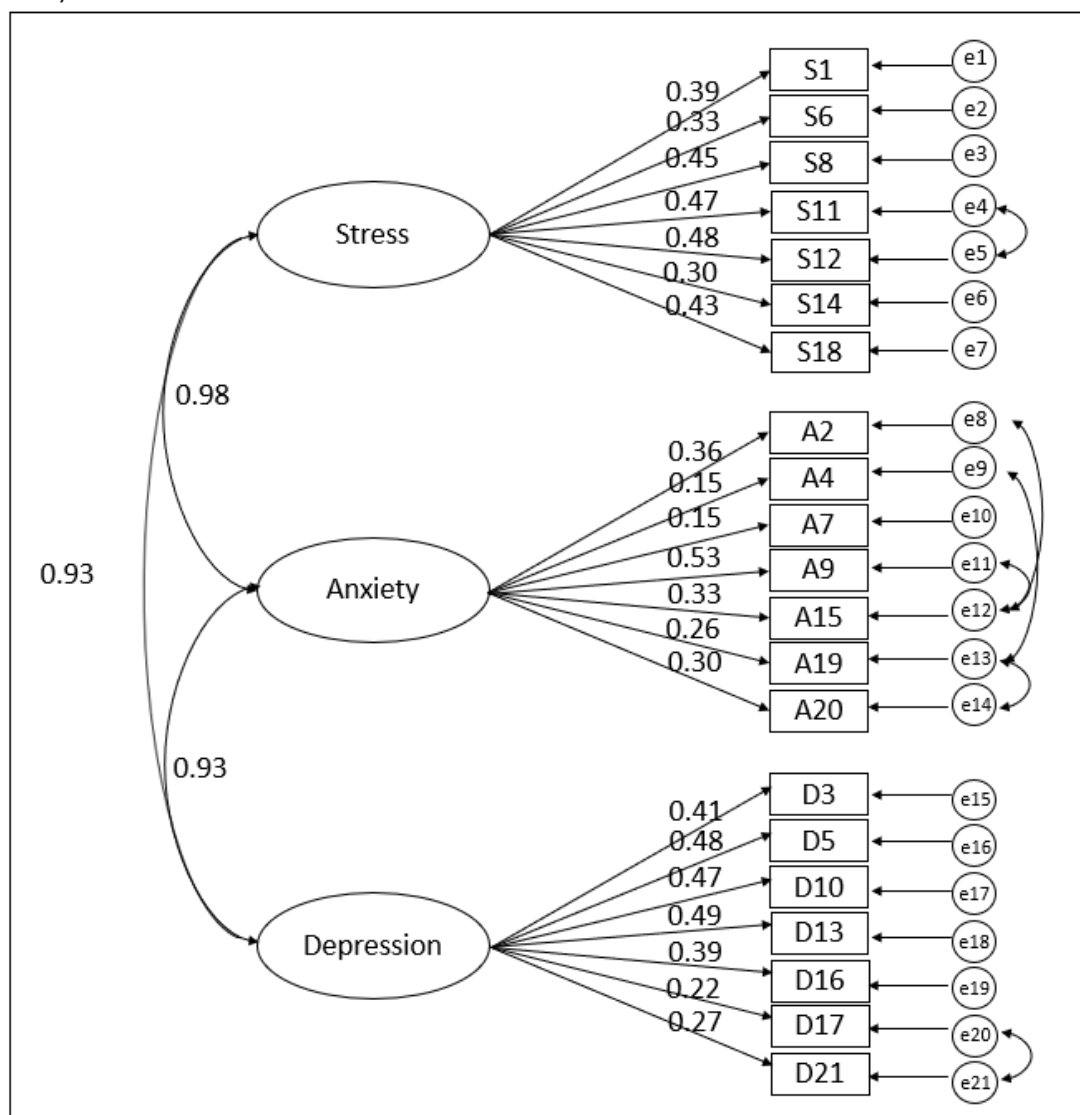 S1 e1
0.39
S6 e2
0.33
S8 e3
0.45
S11 e4
0.47
Stress
S12 e5
0.48
S14 e6
0.30
S18 e7
0.43
0.98
A2 e8
0.36
A4 e9
0.15
A7 e10
0.15
A9 e11
0.53
0.93
Anxiety
A15 e12
0.33
A19 e13
0.26
A20 e14
0.30
0.93
D3 e15
0.41
D5 e16
0.48
D10 e17
0.47
D13 e18
0.49
Depression
D16 e19
0.39
D17 e20
0.22
D21 e21
0.27